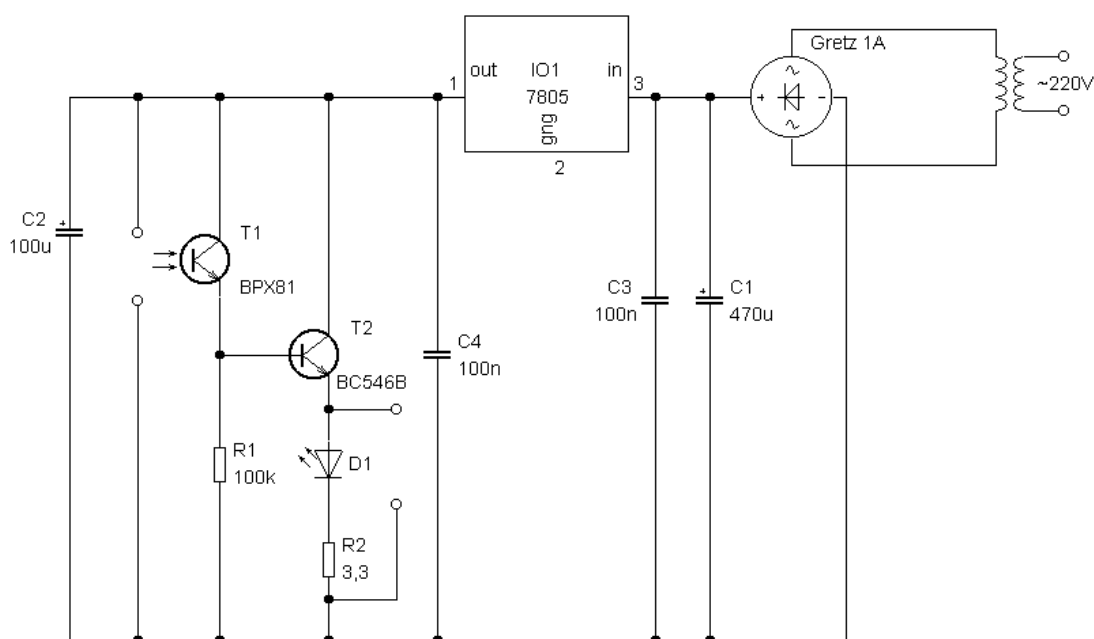 Gretz 1A
~220V
out
IO1
in
1
7805
3
gng
2
+
-
C2
100u
+
T1
BPX81
C3
100n
C1
470u
+
T2
BC546B
C4
100n
R1
100k
D1
R2
3,3